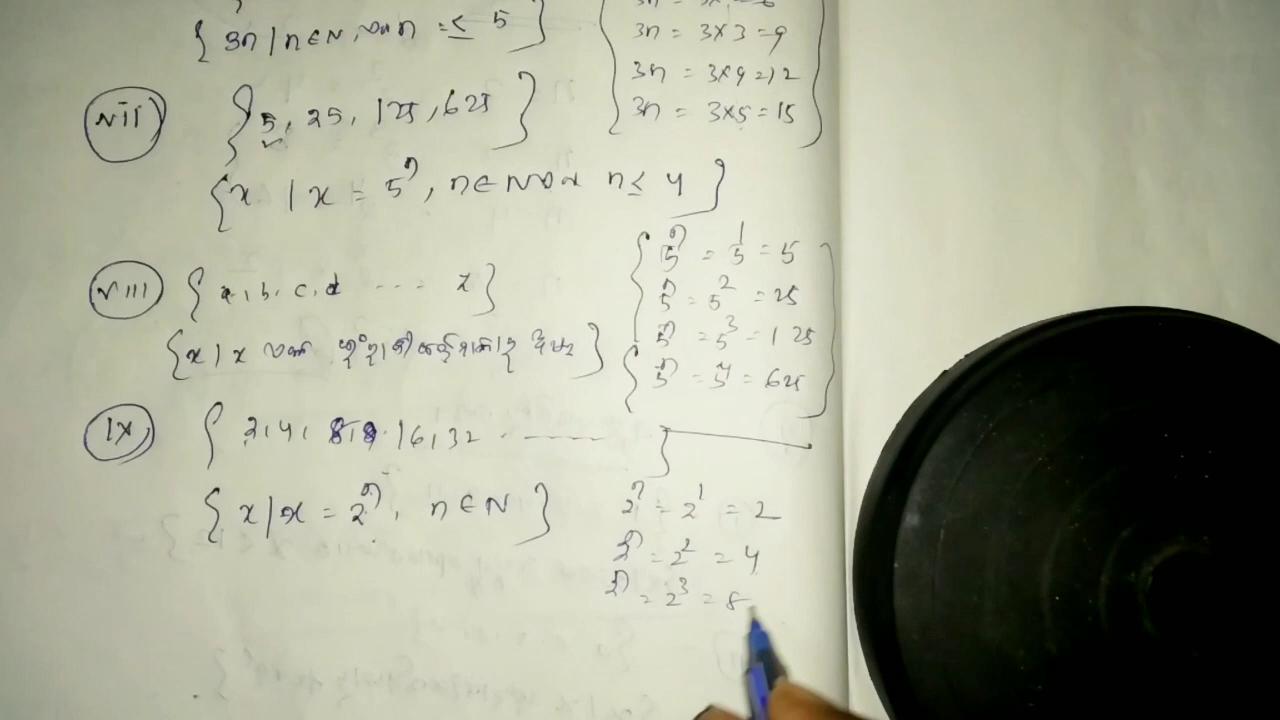 { 3n / n ∈ N, n ≤ 5 }
3n = 3×3 = 9
3n = 3×4 = 12
3n = 3×5 = 15
vii { 5, 25, 125, 625 }
{ x | x = 5ⁿ, n ∈ N n ≤ 4 }
5ⁿ = 5¹ = 5
5ⁿ = 5² = 25
5ⁿ = 5³ = 125
5ⁿ = 5⁴ = 625
viii { a, b, c, d .... z }
{ x | x }
ix { 2, 4, 8, 16, 32 ........ }
{ x / x = 2ⁿ, n ∈ N }
2ⁿ = 2¹ = 2
2ⁿ = 2² = 4
2ⁿ = 2³ = 8